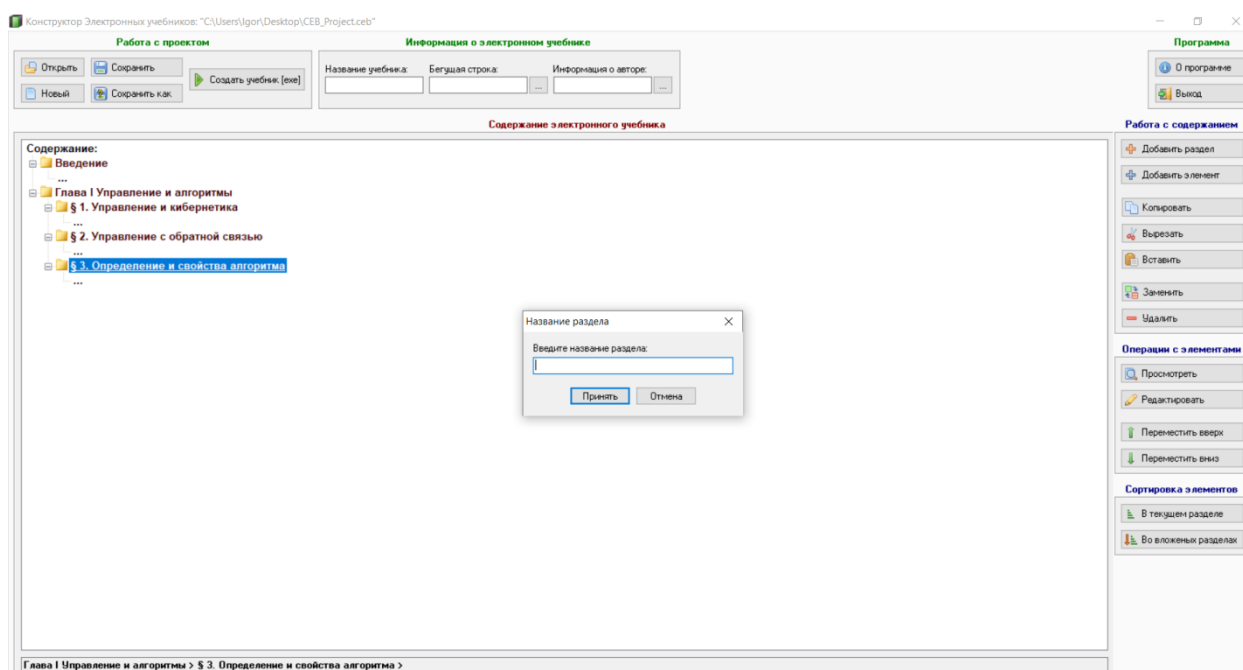 Конструктор Электронных учебников: "C:\Users\Igor\Desktop\CEB_Project.ceb"
Работа с проектом
Информация о электронном учебнике
Программа
Открыть
Сохранить
Создать учебник [exe]
Новый
Сохранить как
Название учебника:
Бегущая строка:
Информация о авторе:
...
...
О программе
Выход
Содержание электронного учебника
Работа с содержанием
Содержание:
Введение
...
Глава I Управление и алгоритмы
§ 1. Управление и кибернетика
...
§ 2. Управление с обратной связью
...
§ 3. Определение и свойства алгоритма
...
Название раздела
Введите название раздела:
Принять
Отмена
Добавить раздел
Добавить элемент
Копировать
Вырезать
Вставить
Заменить
Удалить
Операции с элементами
Просмотреть
Редактировать
Переместить вверх
Переместить вниз
Сортировка элементов
В текущем разделе
Во вложеных разделах
Глава I Управление и алгоритмы > § 3. Определение и свойства алгоритма >